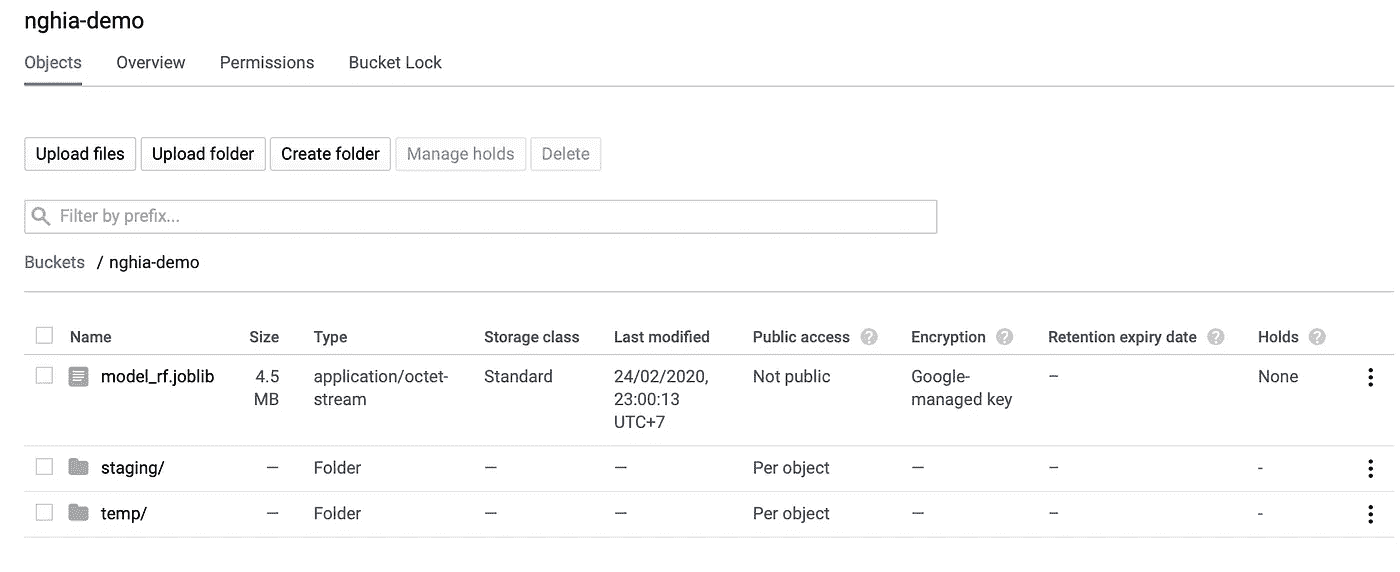 nghia-demo
Objects Overview Permissions Bucket Lock
Upload files Upload folder Create folder Manage holds Delete
Filter by prefix...
Buckets / nghia-demo
Name Size Type Storage class Last modified Public access ? Encryption ? Retention expiry date ? Holds ?
model_rf.joblib 4.5 application/octet- Standard 24/02/2020, Not public Google- – None
MB stream 23:00:13 managed key
UTC+7
staging/ — Folder — — Per object — – -
temp/ — Folder — — Per object — – -